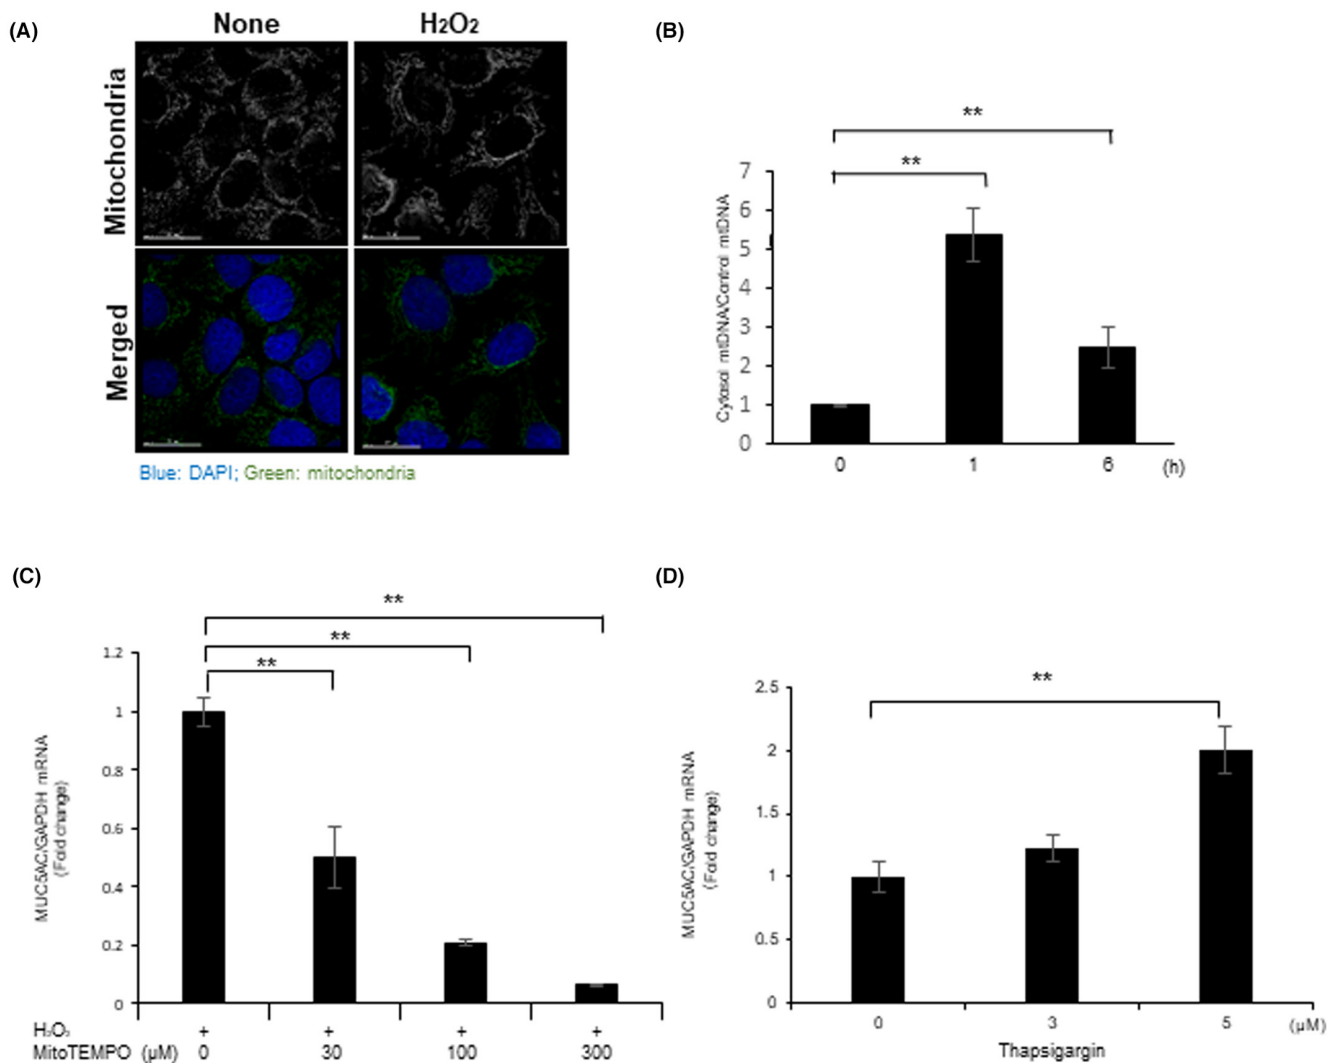 (A)
None
H₂O₂
Mitochondria
Merged
Blue: DAPI; Green: mitochondria
(B)
**
**
Cytosol mtDNA/Control mtDNA
7
6
5
4
3
2
1
0
0 1 6 (h)
(C)
**
**
**
MUC5AC/GAPDH mRNA
(Fold change)
1.2
1
0.8
0.6
0.4
0.2
0
H₂O₂ + + + +
MitoTEMPO (μM) 0 30 100 300
(D)
**
MUC5AC/GAPDH mRNA
(Fold change)
2.5
2
1.5
1
0.5
0
0 3 5 (μM)
Thapsigargin